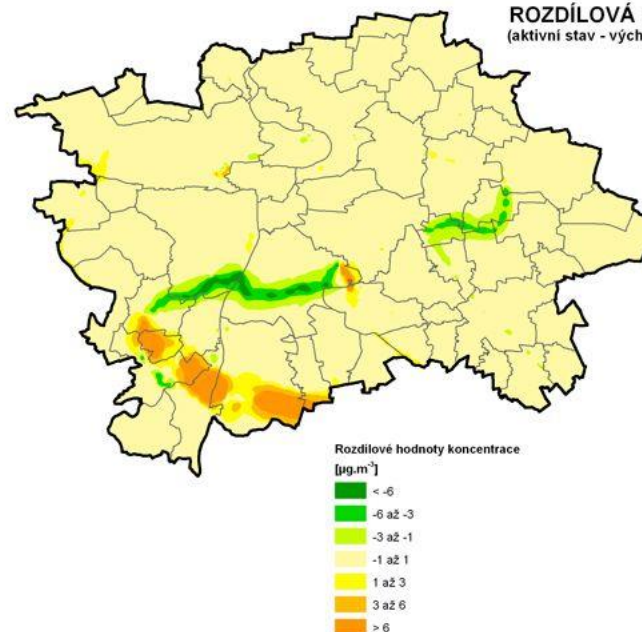 ROZDÍLOVÁ
(aktivní stav - vých
Rozdílové hodnoty koncentrace
[µg.m-3]
< -6
-6 až -3
-3 až -1
-1 až 1
1 až 3
3 až 6
> 6